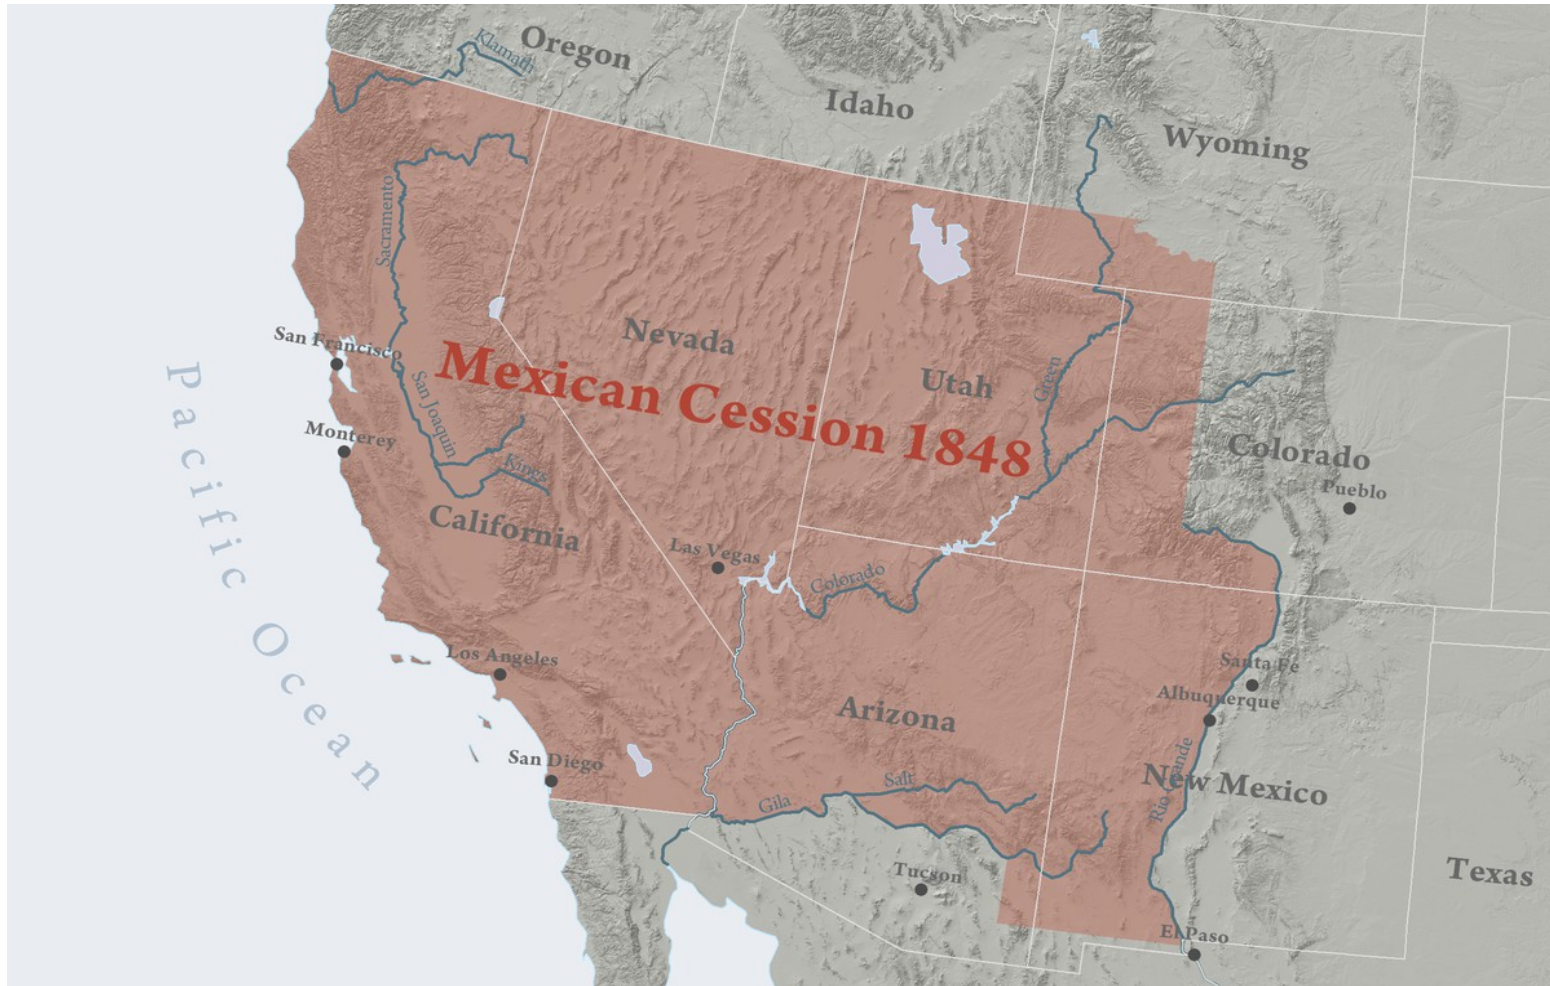 Klamath
Oregon
Idaho
Wyoming
Sacramento
San Francisco
Nevada
Mexican Cession 1848
Utah
Green
Pacific Ocean
San Joaquin
Monterey
Kings
Colorado
Pueblo
California
Las Vegas
Colorado
Los Angeles
Santa Fe
Albuquerque
Arizona
San Diego
Rio Grande
New Mexico
Salt
Gila
Tucson
Texas
El Paso